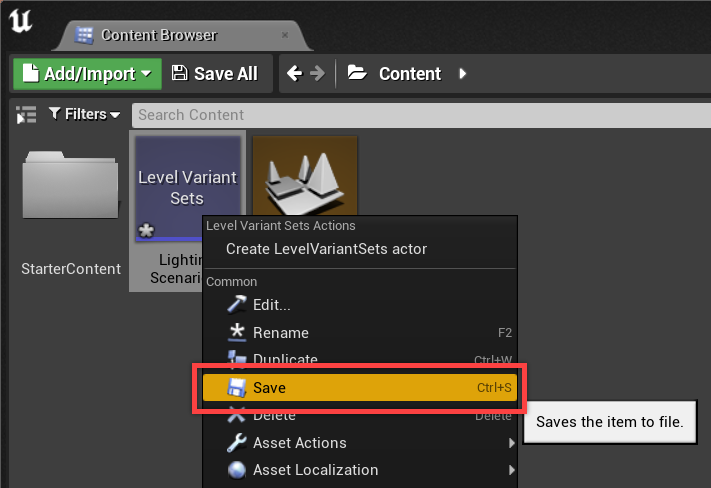 Content Browser
Add/Import
Save All
Content
Filters
Search Content
Level Variant
Sets
StarterContent
Level Variant Sets Actions
Create LevelVariantSets actor
Common
Edit...
Rename F2
Duplicate Ctrl+W
Save Ctrl+S
Delete Delete
Asset Actions
Asset Localization
Saves the item to file.